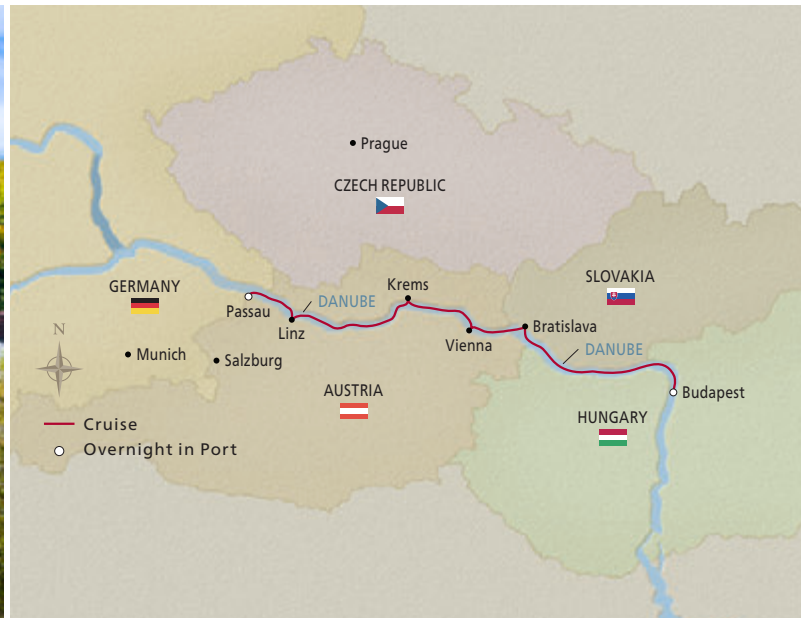 Prague
CZECH REPUBLIC
SLOVAKIA
GERMANY
Krems
DANUBE
Passau
Linz
Bratislava
Vienna
DANUBE
N
Munich
Salzburg
AUSTRIA
Budapest
HUNGARY
Cruise
Overnight in Port